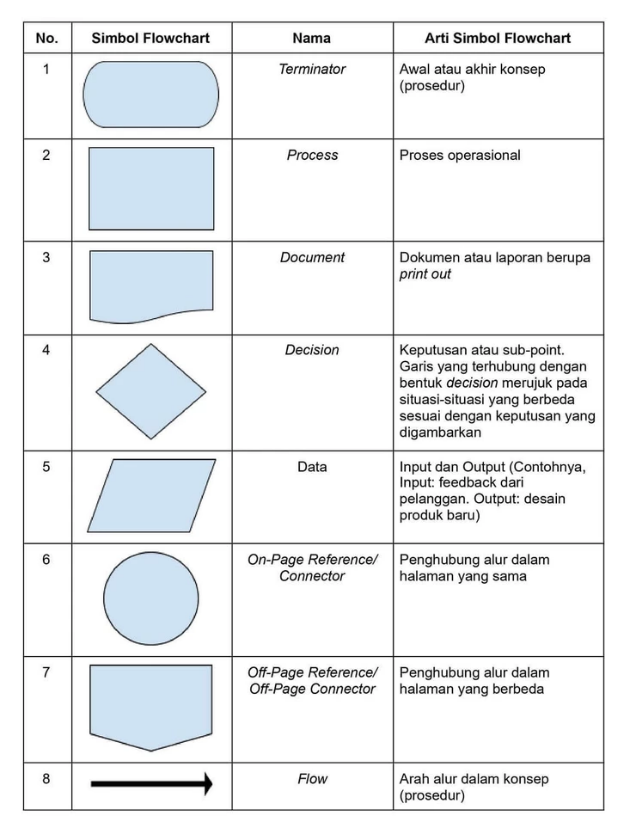 No. Simbol Flowchart Nama Arti Simbol Flowchart
1 Terminator Awal atau akhir konsep
(prosedur)
2 Process Proses operasional
3 Document Dokumen atau laporan berupa
print out
4 Decision Keputusan atau sub-point.
Garis yang terhubung dengan
bentuk decision merujuk pada
situasi-situasi yang berbeda
sesuai dengan keputusan yang
digambarkan
5 Data Input dan Output (Contohnya,
Input: feedback dari
pelanggan. Output: desain
produk baru)
6 On-Page Reference/ Penghubung alur dalam
Connector halaman yang sama
7 Off-Page Reference/ Penghubung alur dalam
Off-Page Connector halaman yang berbeda
8 Flow Arah alur dalam konsep
(prosedur)